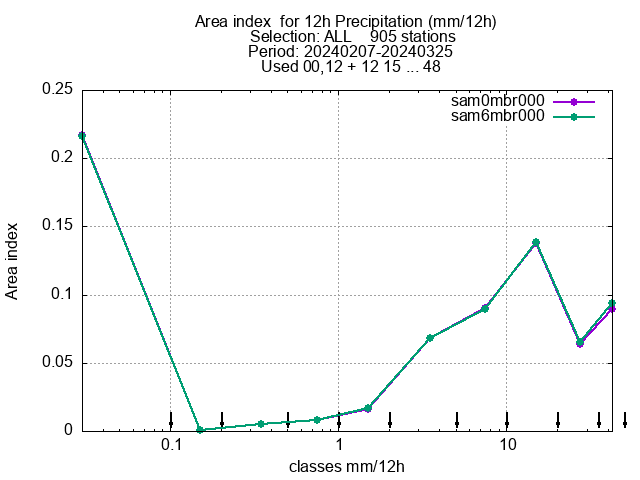 Area index  for 12h Precipitation (mm/12h)
Selection: ALL    905 stations
Period: 20240207-20240325
Used 00,12 + 12 15 ... 48
sam0mbr000
sam6mbr000
0.25
0.2
0.15
0.1
0.05
0
Area index
0.1
1
10
classes mm/12h